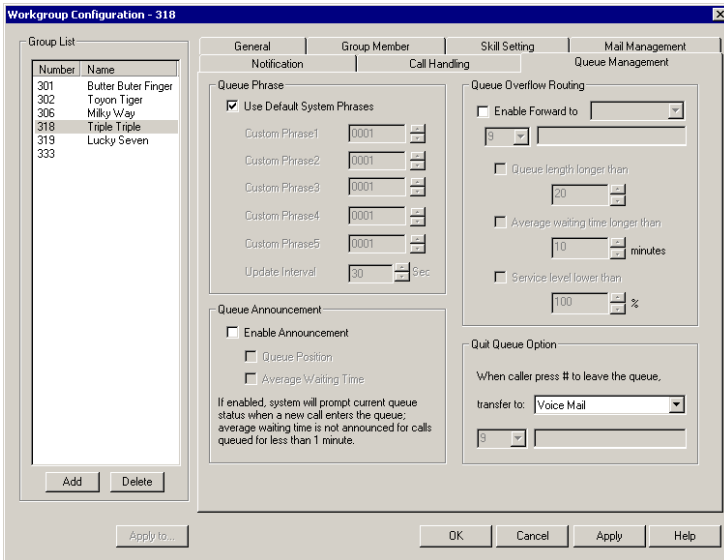 Workgroup Configuration - 318
Group List
Number Name
301 Butter Buter Finger
302 Toyon Tiger
306 Milky Way
318 Triple Triple
319 Lucky Seven
333
Add Delete
General Group Member Skill Setting Mail Management
Notification Call Handling Queue Management
Queue Phrase
Use Default System Phrases
Custom Phrase1 0001
Custom Phrase2 0001
Custom Phrase3 0001
Custom Phrase4 0001
Custom Phrase5 0001
Update Interval 30 Sec
Queue Announcement
Enable Announcement
Queue Position
Average Waiting Time
If enabled, system will prompt current queue
status when a new call enters the queue;
average waiting time is not announced for calls
queued for less than 1 minute.
Queue Overflow Routing
Enable Forward to
9
Queue length longer than
20
Average waiting time longer than
10 minutes
Service level lower than
100 %
Quit Queue Option
When caller press # to leave the queue,
transfer to: Voice Mail
9
Apply to... OK Cancel Apply Help